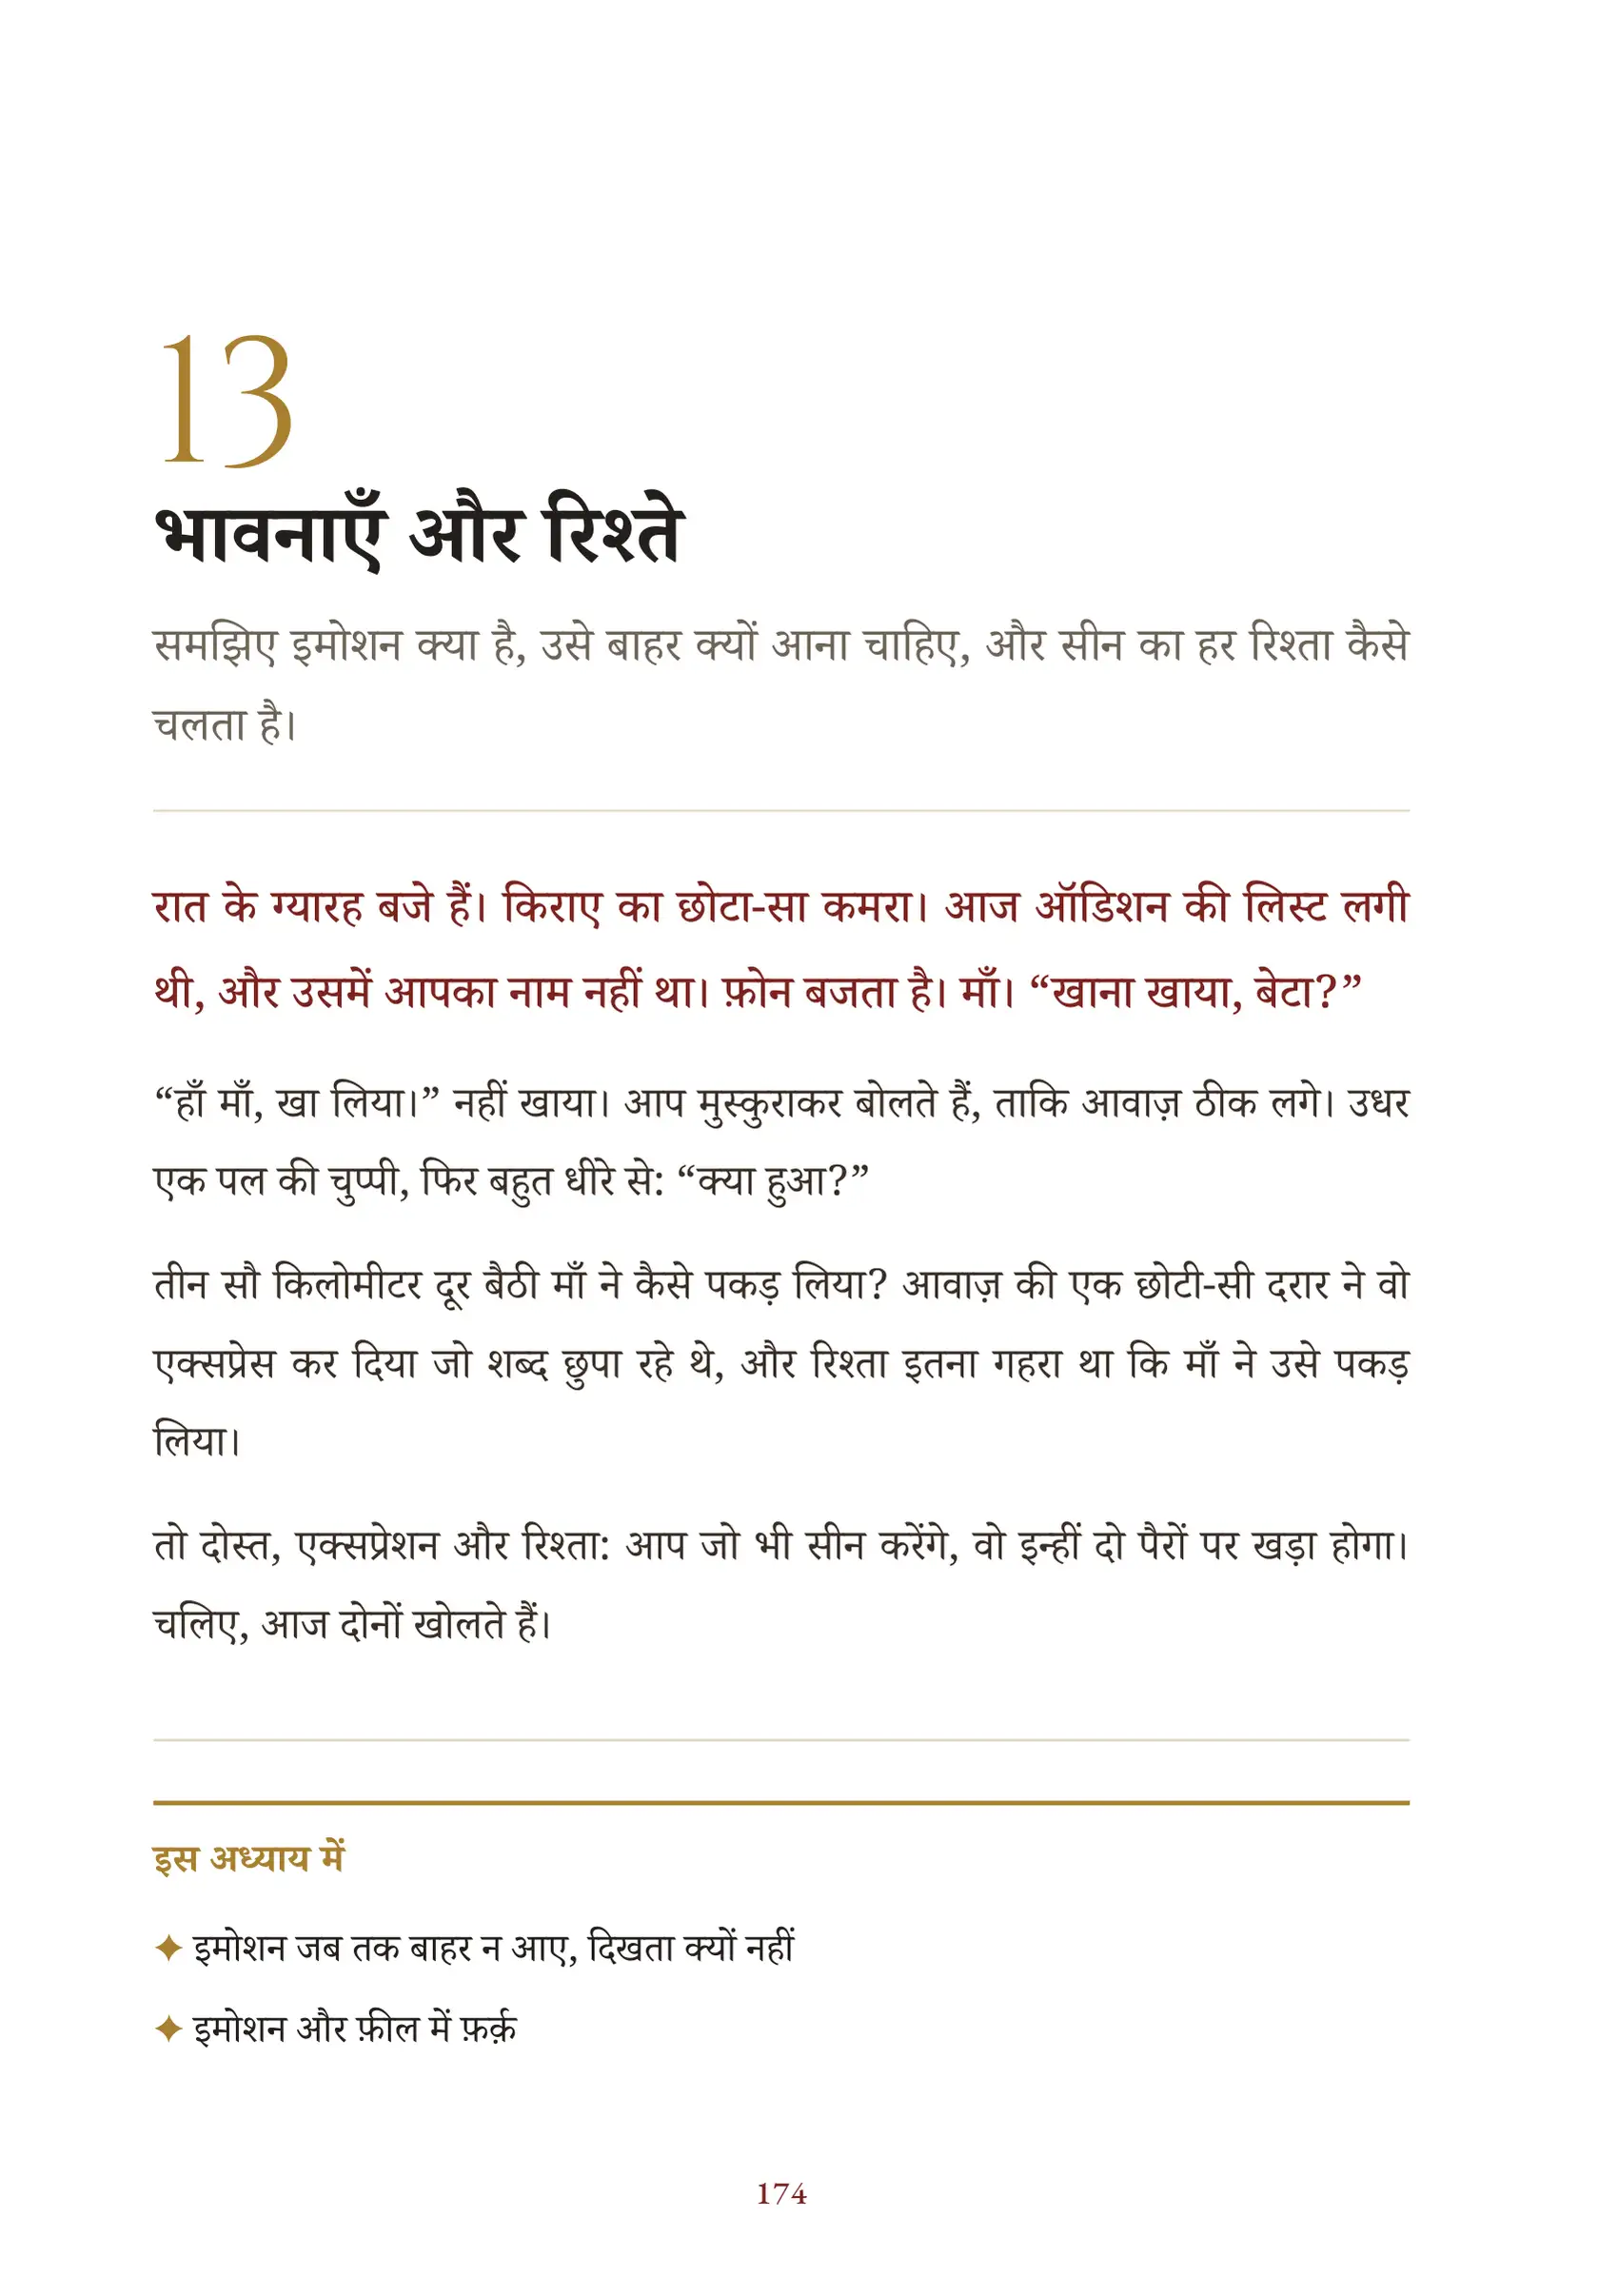 13
भावनाएँ और रिश्ते
समझिए इमोशन क्या है, उसे बाहर क्यों आना चाहिए, और सीन का हर रिश्ता कैसे
चलता है।
रात के ग्यारह बजे हैं। किराए का छोटा-सा कमरा। आज ऑडिशन की लिस्ट लगी
थी, और उसमें आपका नाम नहीं था। फ़ोन बजता है। माँ। “खाना खाया, बेटा?”
“हाँ माँ, खा लिया।” नहीं खाया। आप मुस्कुराकर बोलते हैं, ताकि आवाज़ ठीक लगे। उधर
एक पल की चुप्पी, फिर बहुत धीरे से: “क्या हुआ?”
तीन सौ किलोमीटर दूर बैठी माँ ने कैसे पकड़ लिया? आवाज़ की एक छोटी-सी दरार ने वो
एक्सप्रेस कर दिया जो शब्द छुपा रहे थे, और रिश्ता इतना गहरा था कि माँ ने उसे पकड़
लिया।
तो दोस्त, एक्सप्रेशन और रिश्ता: आप जो भी सीन करेंगे, वो इन्हीं दो पैरों पर खड़ा होगा।
चलिए, आज दोनों खोलते हैं।
इस अध्याय में
✦ इमोशन जब तक बाहर न आए, दिखता क्यों नहीं
✦ इमोशन और फ़ील में फ़र्क़
174